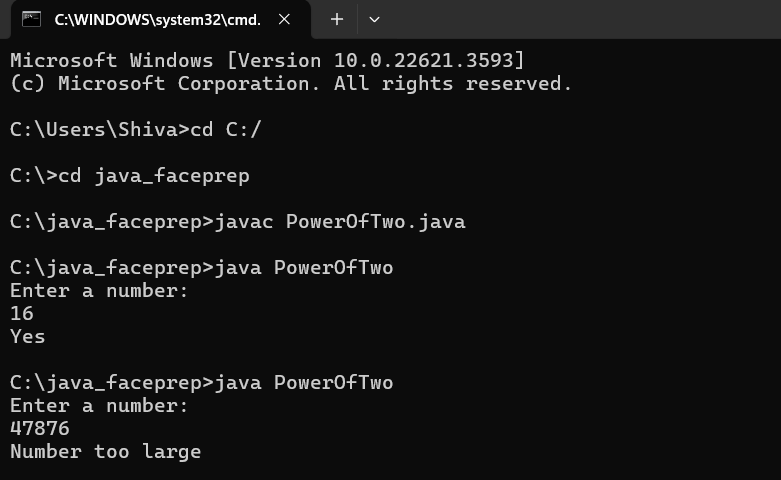 C:\WINDOWS\system32\cmd.
Microsoft Windows [Version 10.0.22621.3593]
(c) Microsoft Corporation. All rights reserved.
C:\Users\Shiva>cd C:/
C:\>cd java_faceprep
C:\java_faceprep>javac PowerOfTwo.java
C:\java_faceprep>java PowerOfTwo
Enter a number:
16
Yes
C:\java_faceprep>java PowerOfTwo
Enter a number:
47876
Number too large